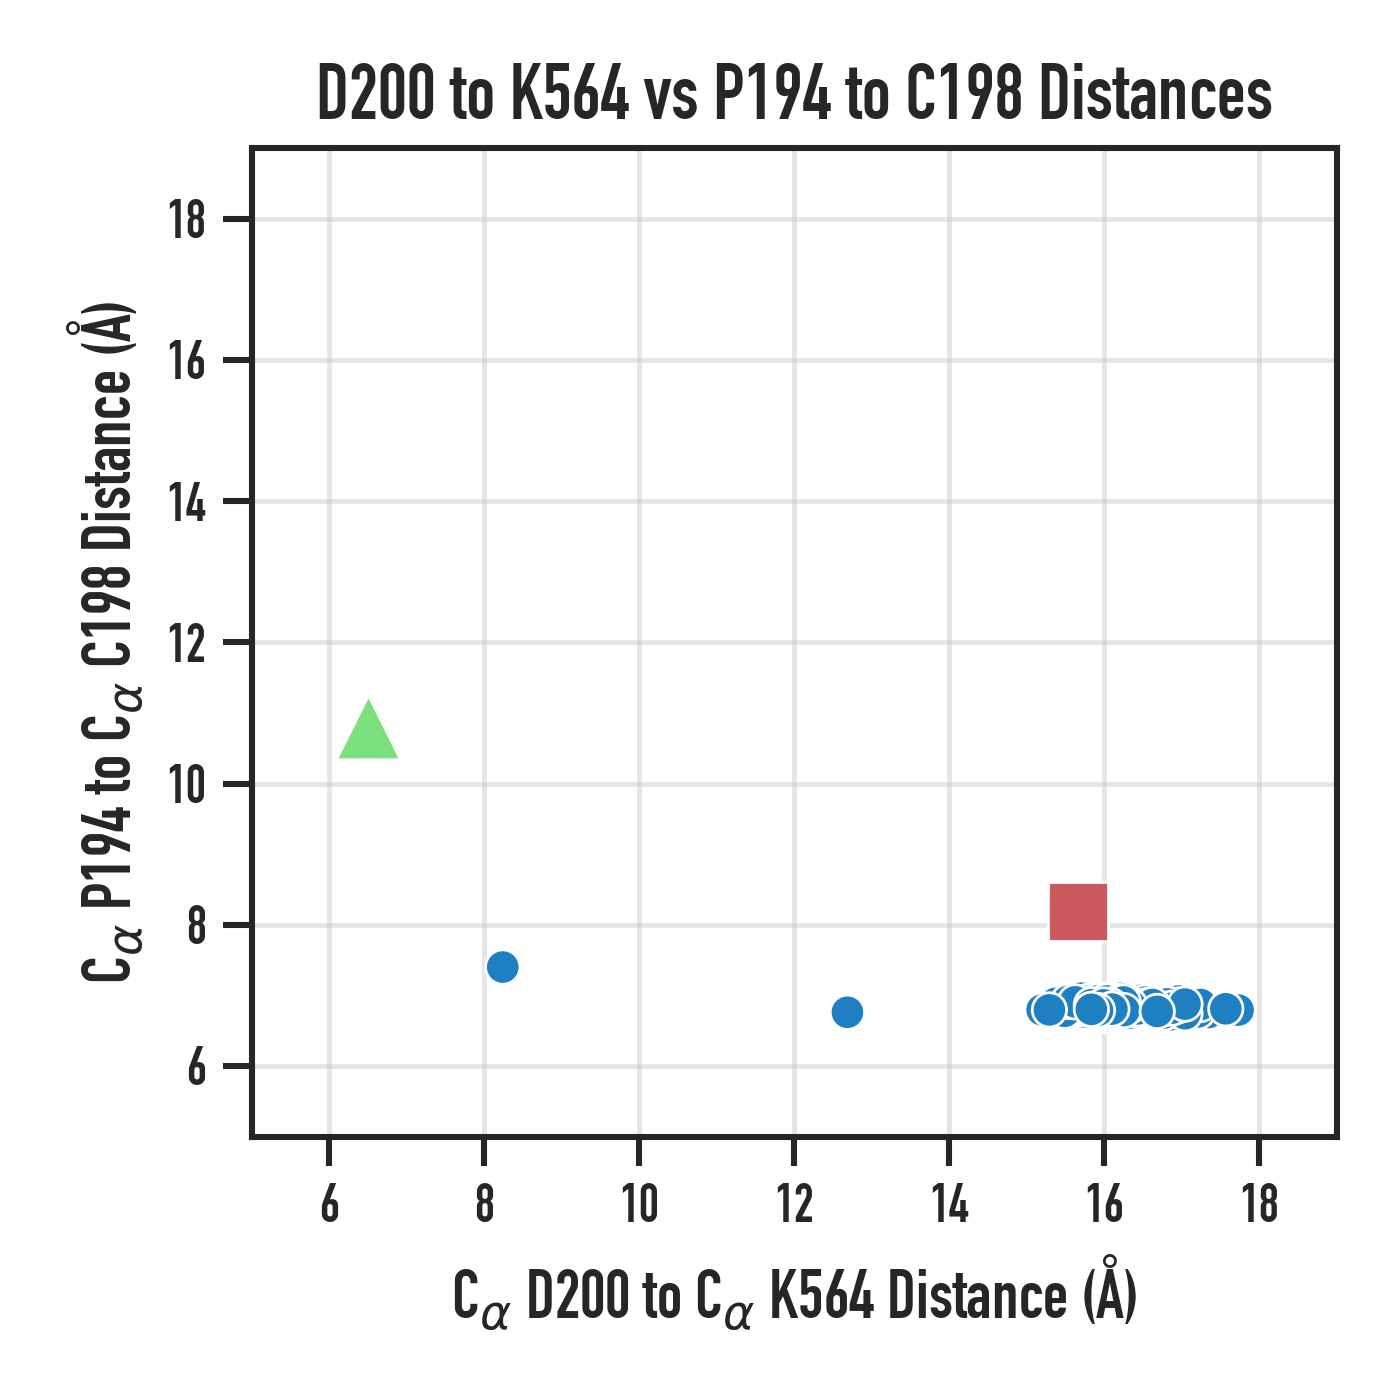 D200 to K564 vs P194 to C198 Distances
18
16
14
12
10
8
6
Cα P194 to Cα C198 Distance (Å)
6 8 10 12 14 16 18
Cα D200 to Cα K564 Distance (Å)